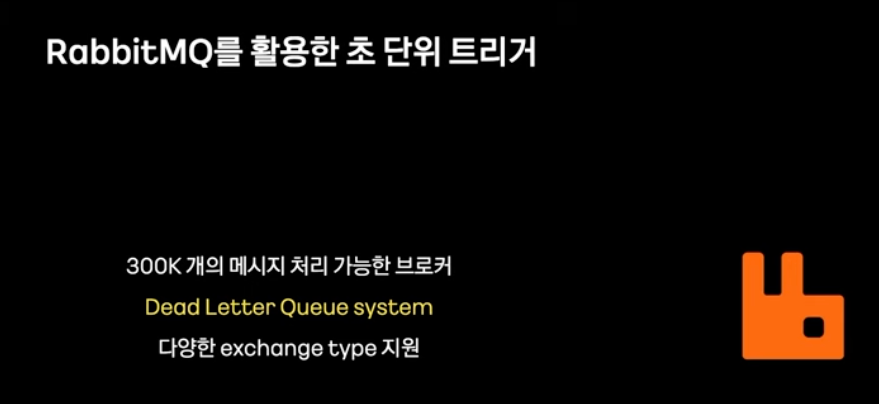 RabbitMQ를 활용한 초 단위 트리거
300K 개의 메시지 처리 가능한 브로커
Dead Letter Queue system
다양한 exchange type 지원